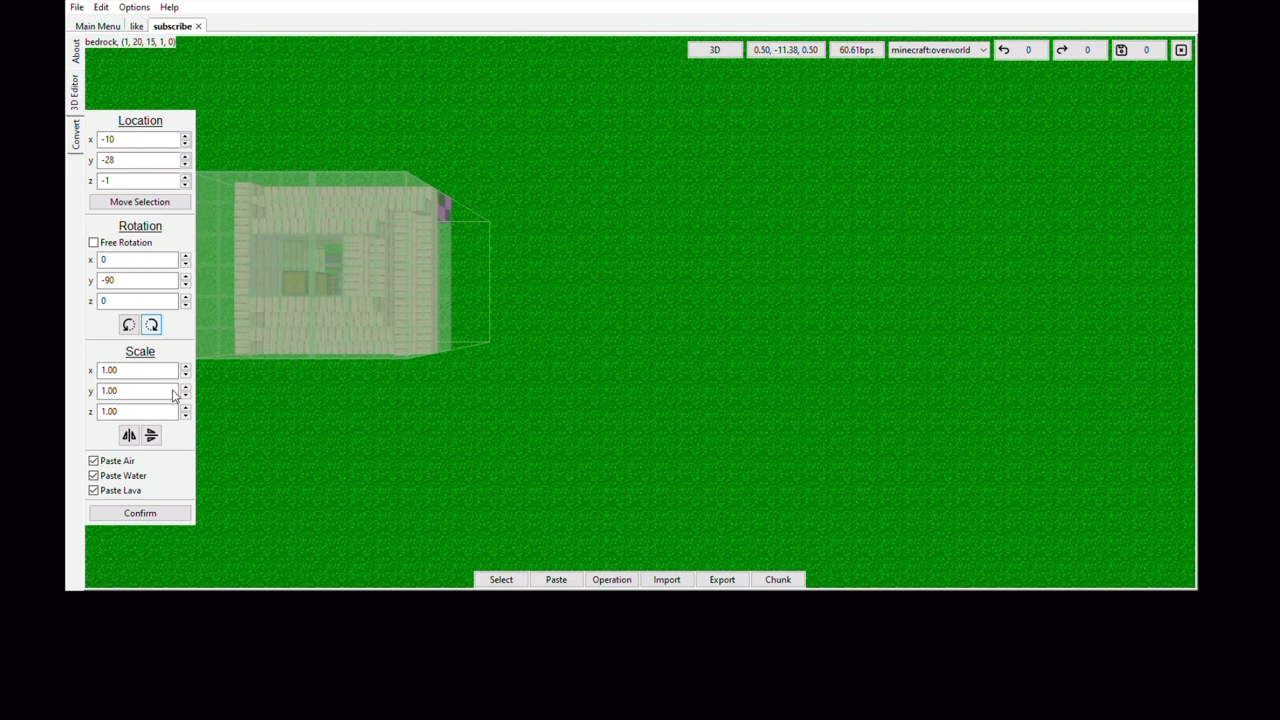 File Edit Options Help
Main Menu like subscribe
bedrock, (1, 20, 15, 1, 0)
3D 0.50, -11.38, 0.50 60.61bps minecraft:overworld 0 0 0
About
3D Editor
Convert
Location
x -10
y -28
z -1
Move Selection
Rotation
Free Rotation
x 0
y -90
z 0
Scale
x 1.00
y 1.00
z 1.00
Paste Air
Paste Water
Paste Lava
Confirm
Select Paste Operation Import Export Chunk